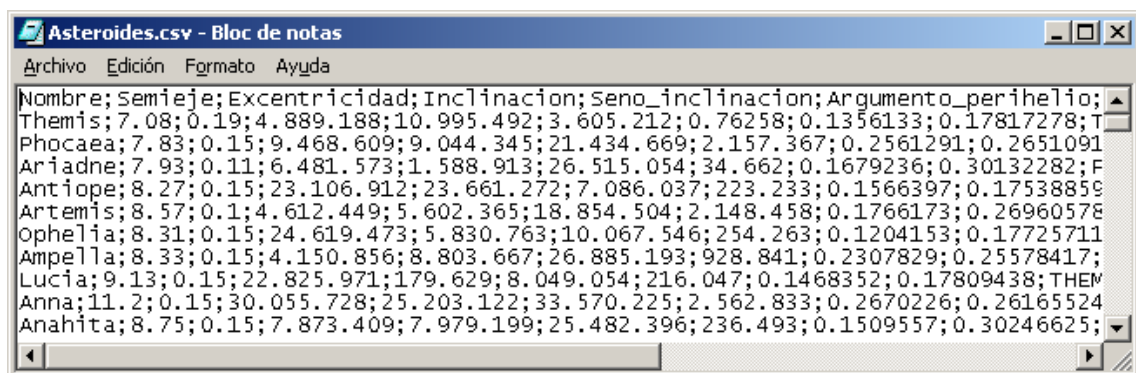 Asteroides.csv - Bloc de notas
Archivo Edición Formato Ayuda
Nombre;Semieje;Excentricidad;Inclinacion;Seno_inclinacion;Argumento_perihelio;
Themis;7.08;0.19;4.889.188;10.995.492;3.605.212;0.76258;0.1356133;0.17817278;T
Phocaea;7.83;0.15;9.468.609;9.044.345;21.434.669;2.157.367;0.2561291;0.2651091
Ariadne;7.93;0.11;6.481.573;1.588.913;26.515.054;34.662;0.1679236;0.30132282;F
Antiope;8.27;0.15;23.106.912;23.661.272;7.086.037;223.233;0.1566397;0.17538859
Artemis;8.57;0.1;4.612.449;5.602.365;18.854.504;2.148.458;0.1766173;0.26960578
Ophelia;8.31;0.15;24.619.473;5.830.763;10.067.546;254.263;0.1204153;0.17725711
Ampella;8.33;0.15;4.150.856;8.803.667;26.885.193;928.841;0.2307829;0.25578417;
Lucia;9.13;0.15;22.825.971;179.629;8.049.054;216.047;0.1468352;0.17809438;THEM
Anna;11.2;0.15;30.055.728;25.203.122;33.570.225;2.562.833;0.2670226;0.26165524
Anahita;8.75;0.15;7.873.409;7.979.199;25.482.396;236.493;0.1509557;0.30246625;